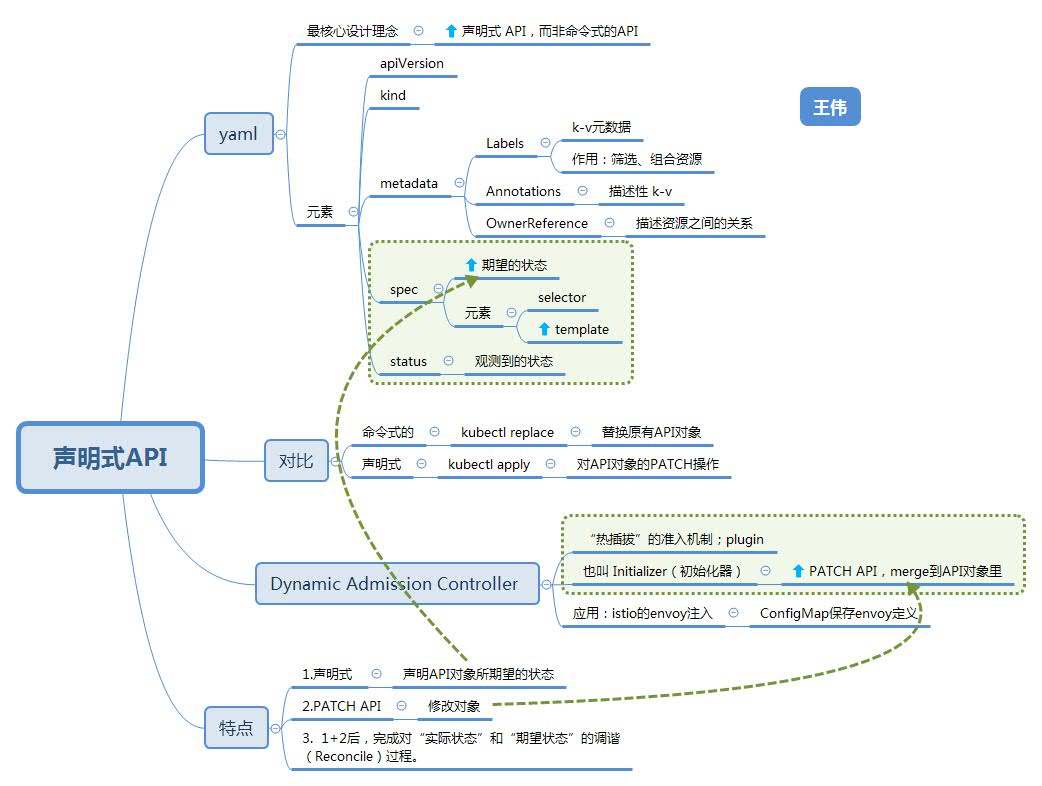 王伟
声明式API
yaml
最核心设计理念
声明式 API，而非命令式的API
元素
apiVersion
kind
metadata
Labels
k-v元数据
作用：筛选、组合资源
Annotations
描述性 k-v
OwnerReference
描述资源之间的关系
spec
期望的状态
元素
selector
template
status
观测到的状态
对比
命令式的
kubectl replace
替换原有API对象
声明式
kubectl apply
对API对象的PATCH操作
Dynamic Admission Controller
“热插拔”的准入机制；plugin
也叫 Initializer（初始化器）
PATCH API，merge到API对象里
应用：istio的envoy注入
ConfigMap保存envoy定义
特点
1.声明式
声明API对象所期望的状态
2.PATCH API
修改对象
3. 1+2后，完成对“实际状态”和“期望状态”的调谐
（Reconcile）过程。